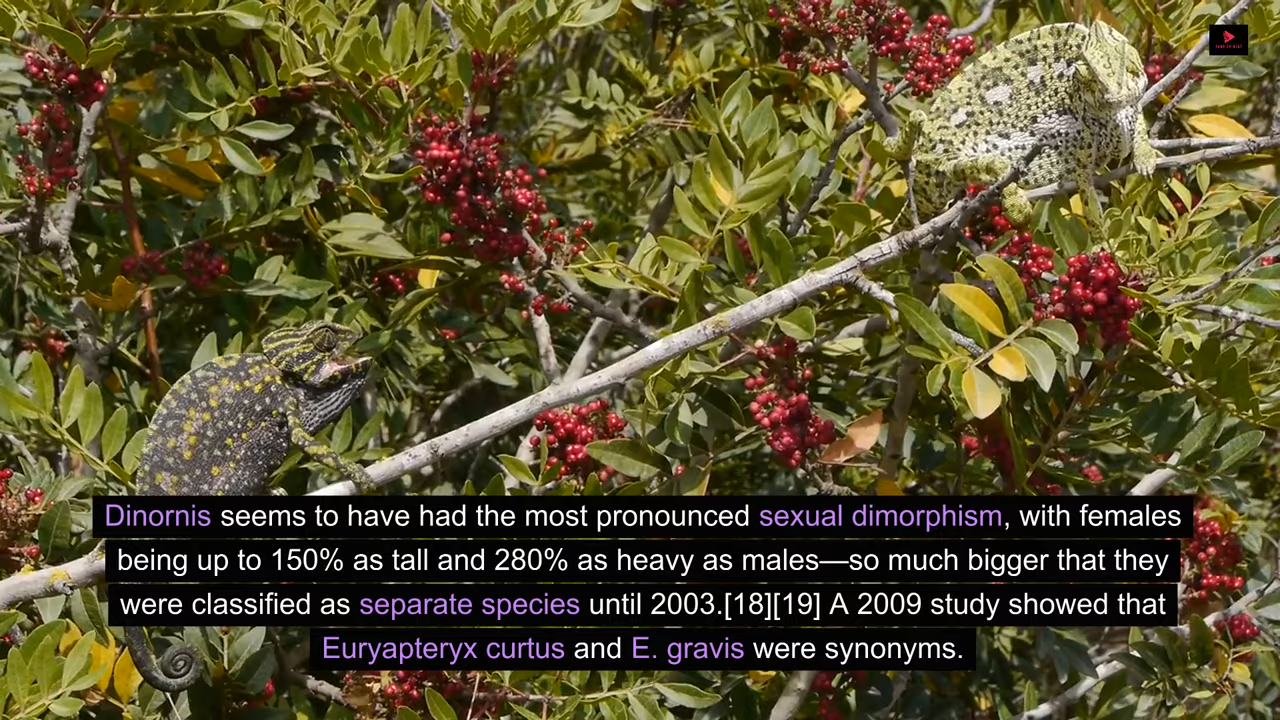 Dinornis seems to have had the most pronounced sexual dimorphism, with females
being up to 150% as tall and 280% as heavy as males—so much bigger that they
were classified as separate species until 2003.[18][19] A 2009 study showed that
Euryapteryx curtus and E. gravis were synonyms.